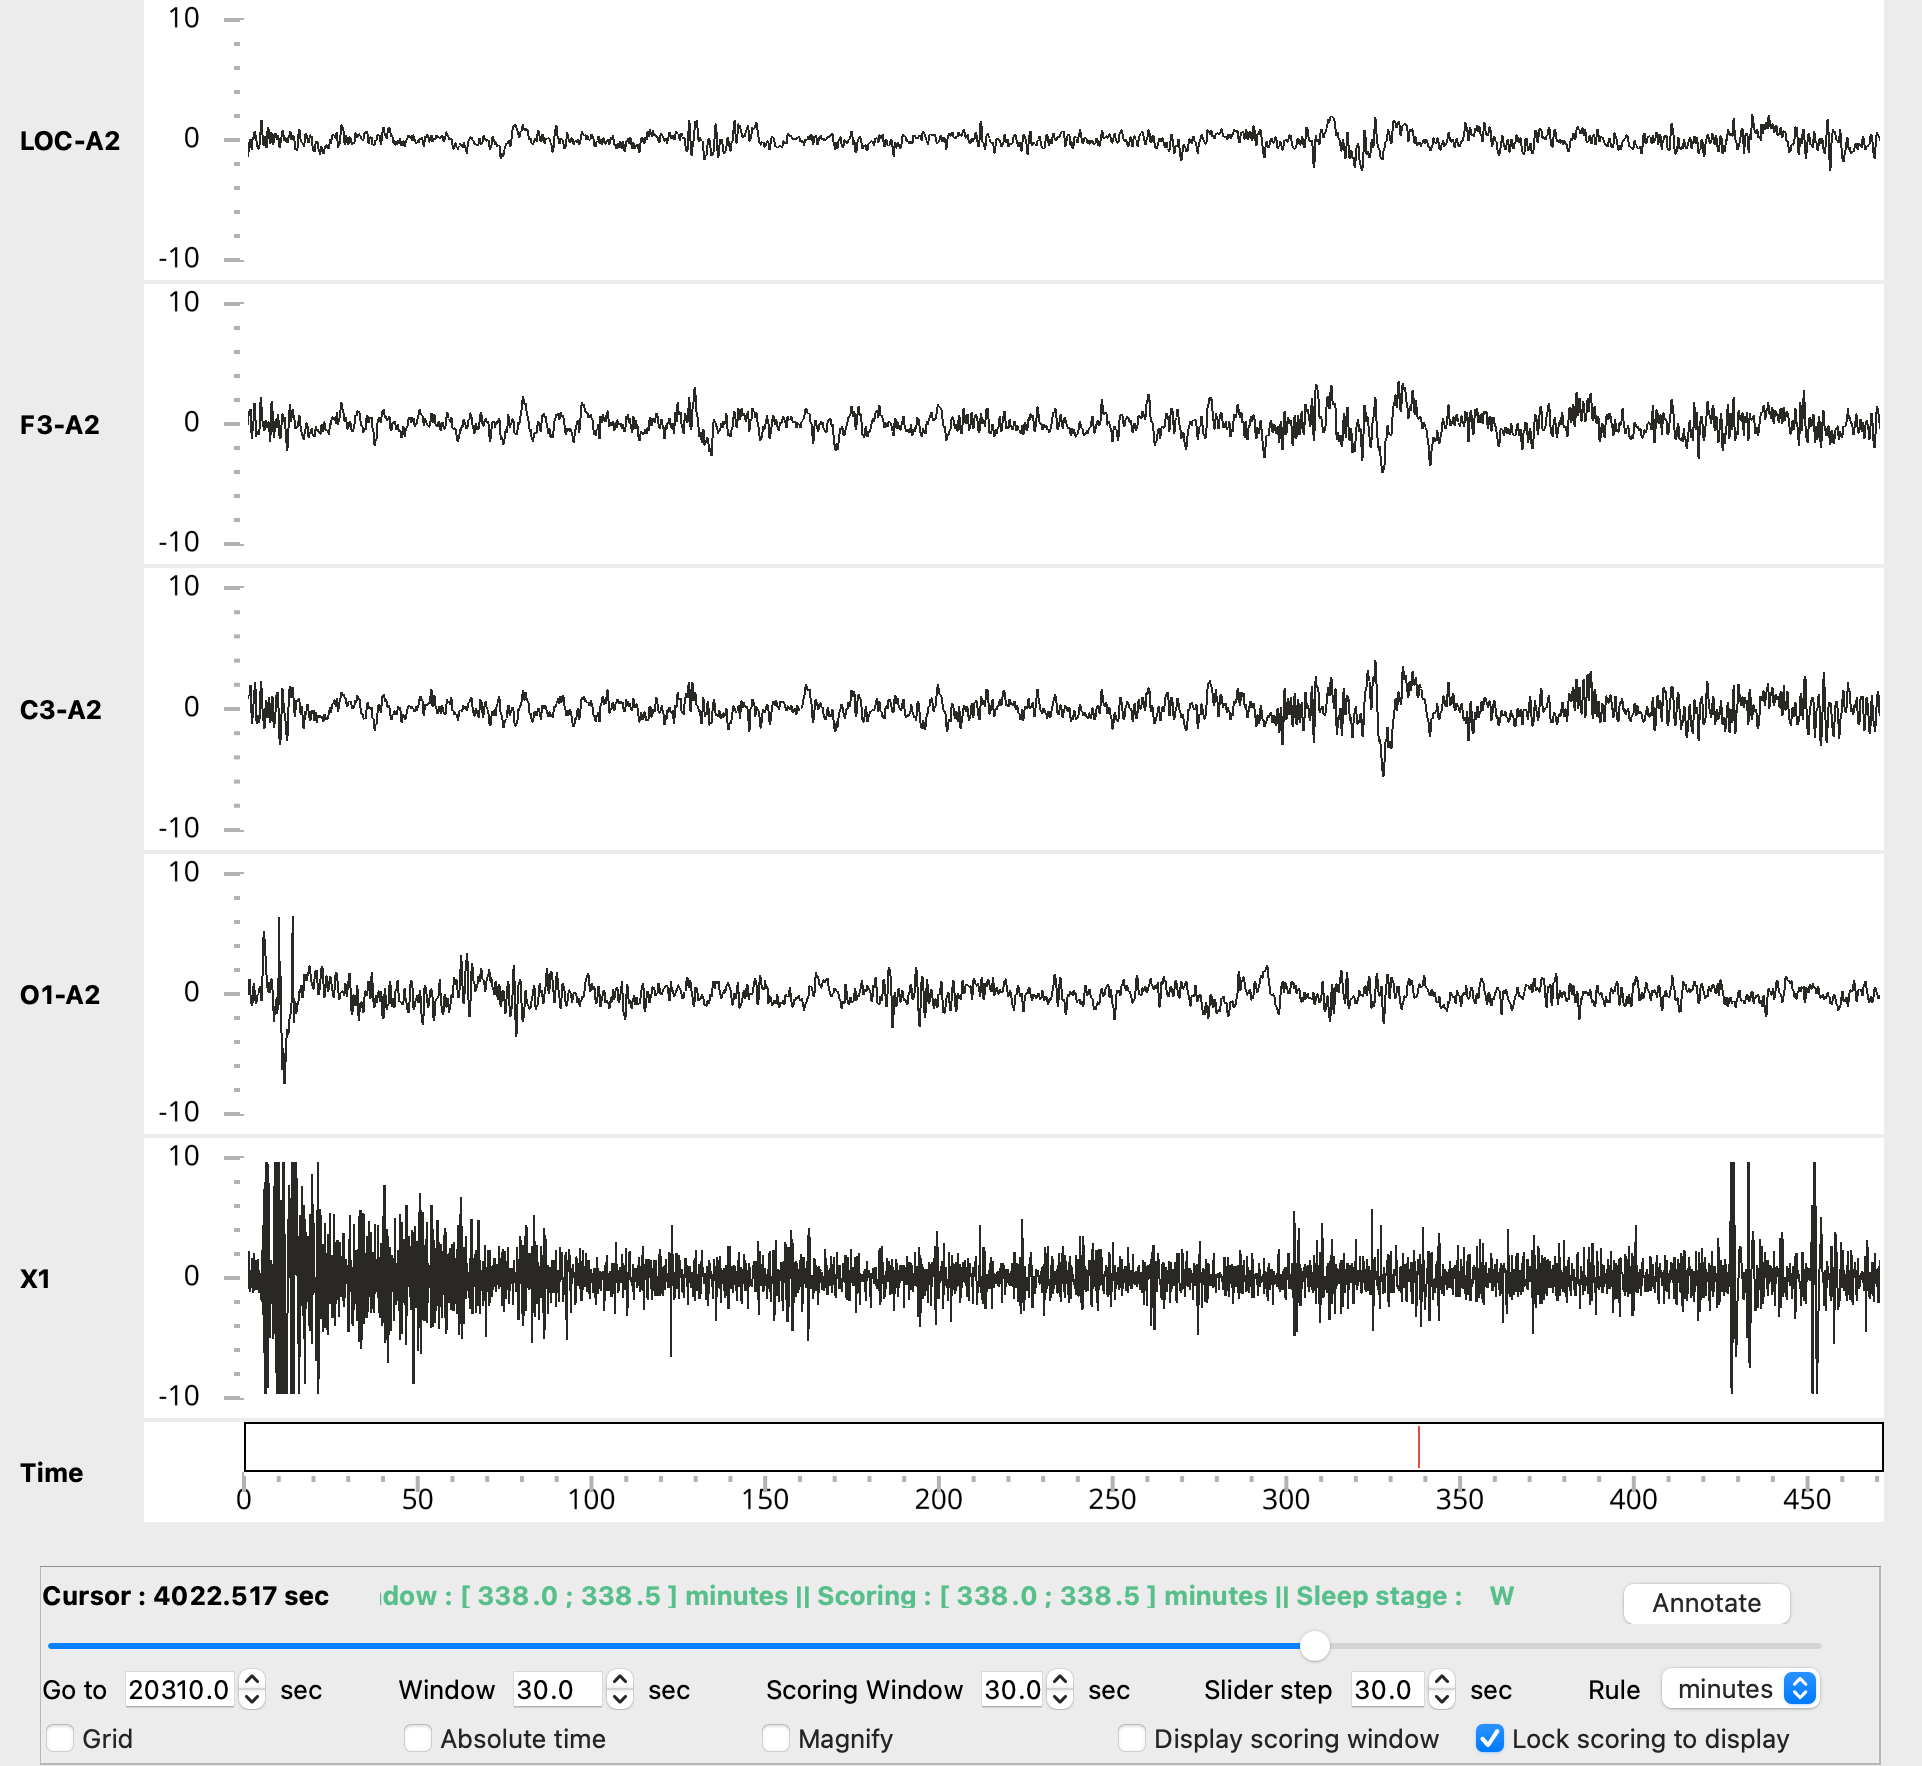 10
LOC-A2 0
-10
10
F3-A2 0
-10
10
C3-A2 0
-10
10
O1-A2 0
-10
10
X1 0
-10
Time
0 50 100 150 200 250 300 350 400 450
Cursor : 4022.517 sec dow : [ 338.0 ; 338.5 ] minutes || Scoring : [ 338.0 ; 338.5 ] minutes || Sleep stage : W Annotate
Go to 20310.0 sec Window 30.0 sec Scoring Window 30.0 sec Slider step 30.0 sec Rule minutes
Grid Absolute time Magnify Display scoring window Lock scoring to display